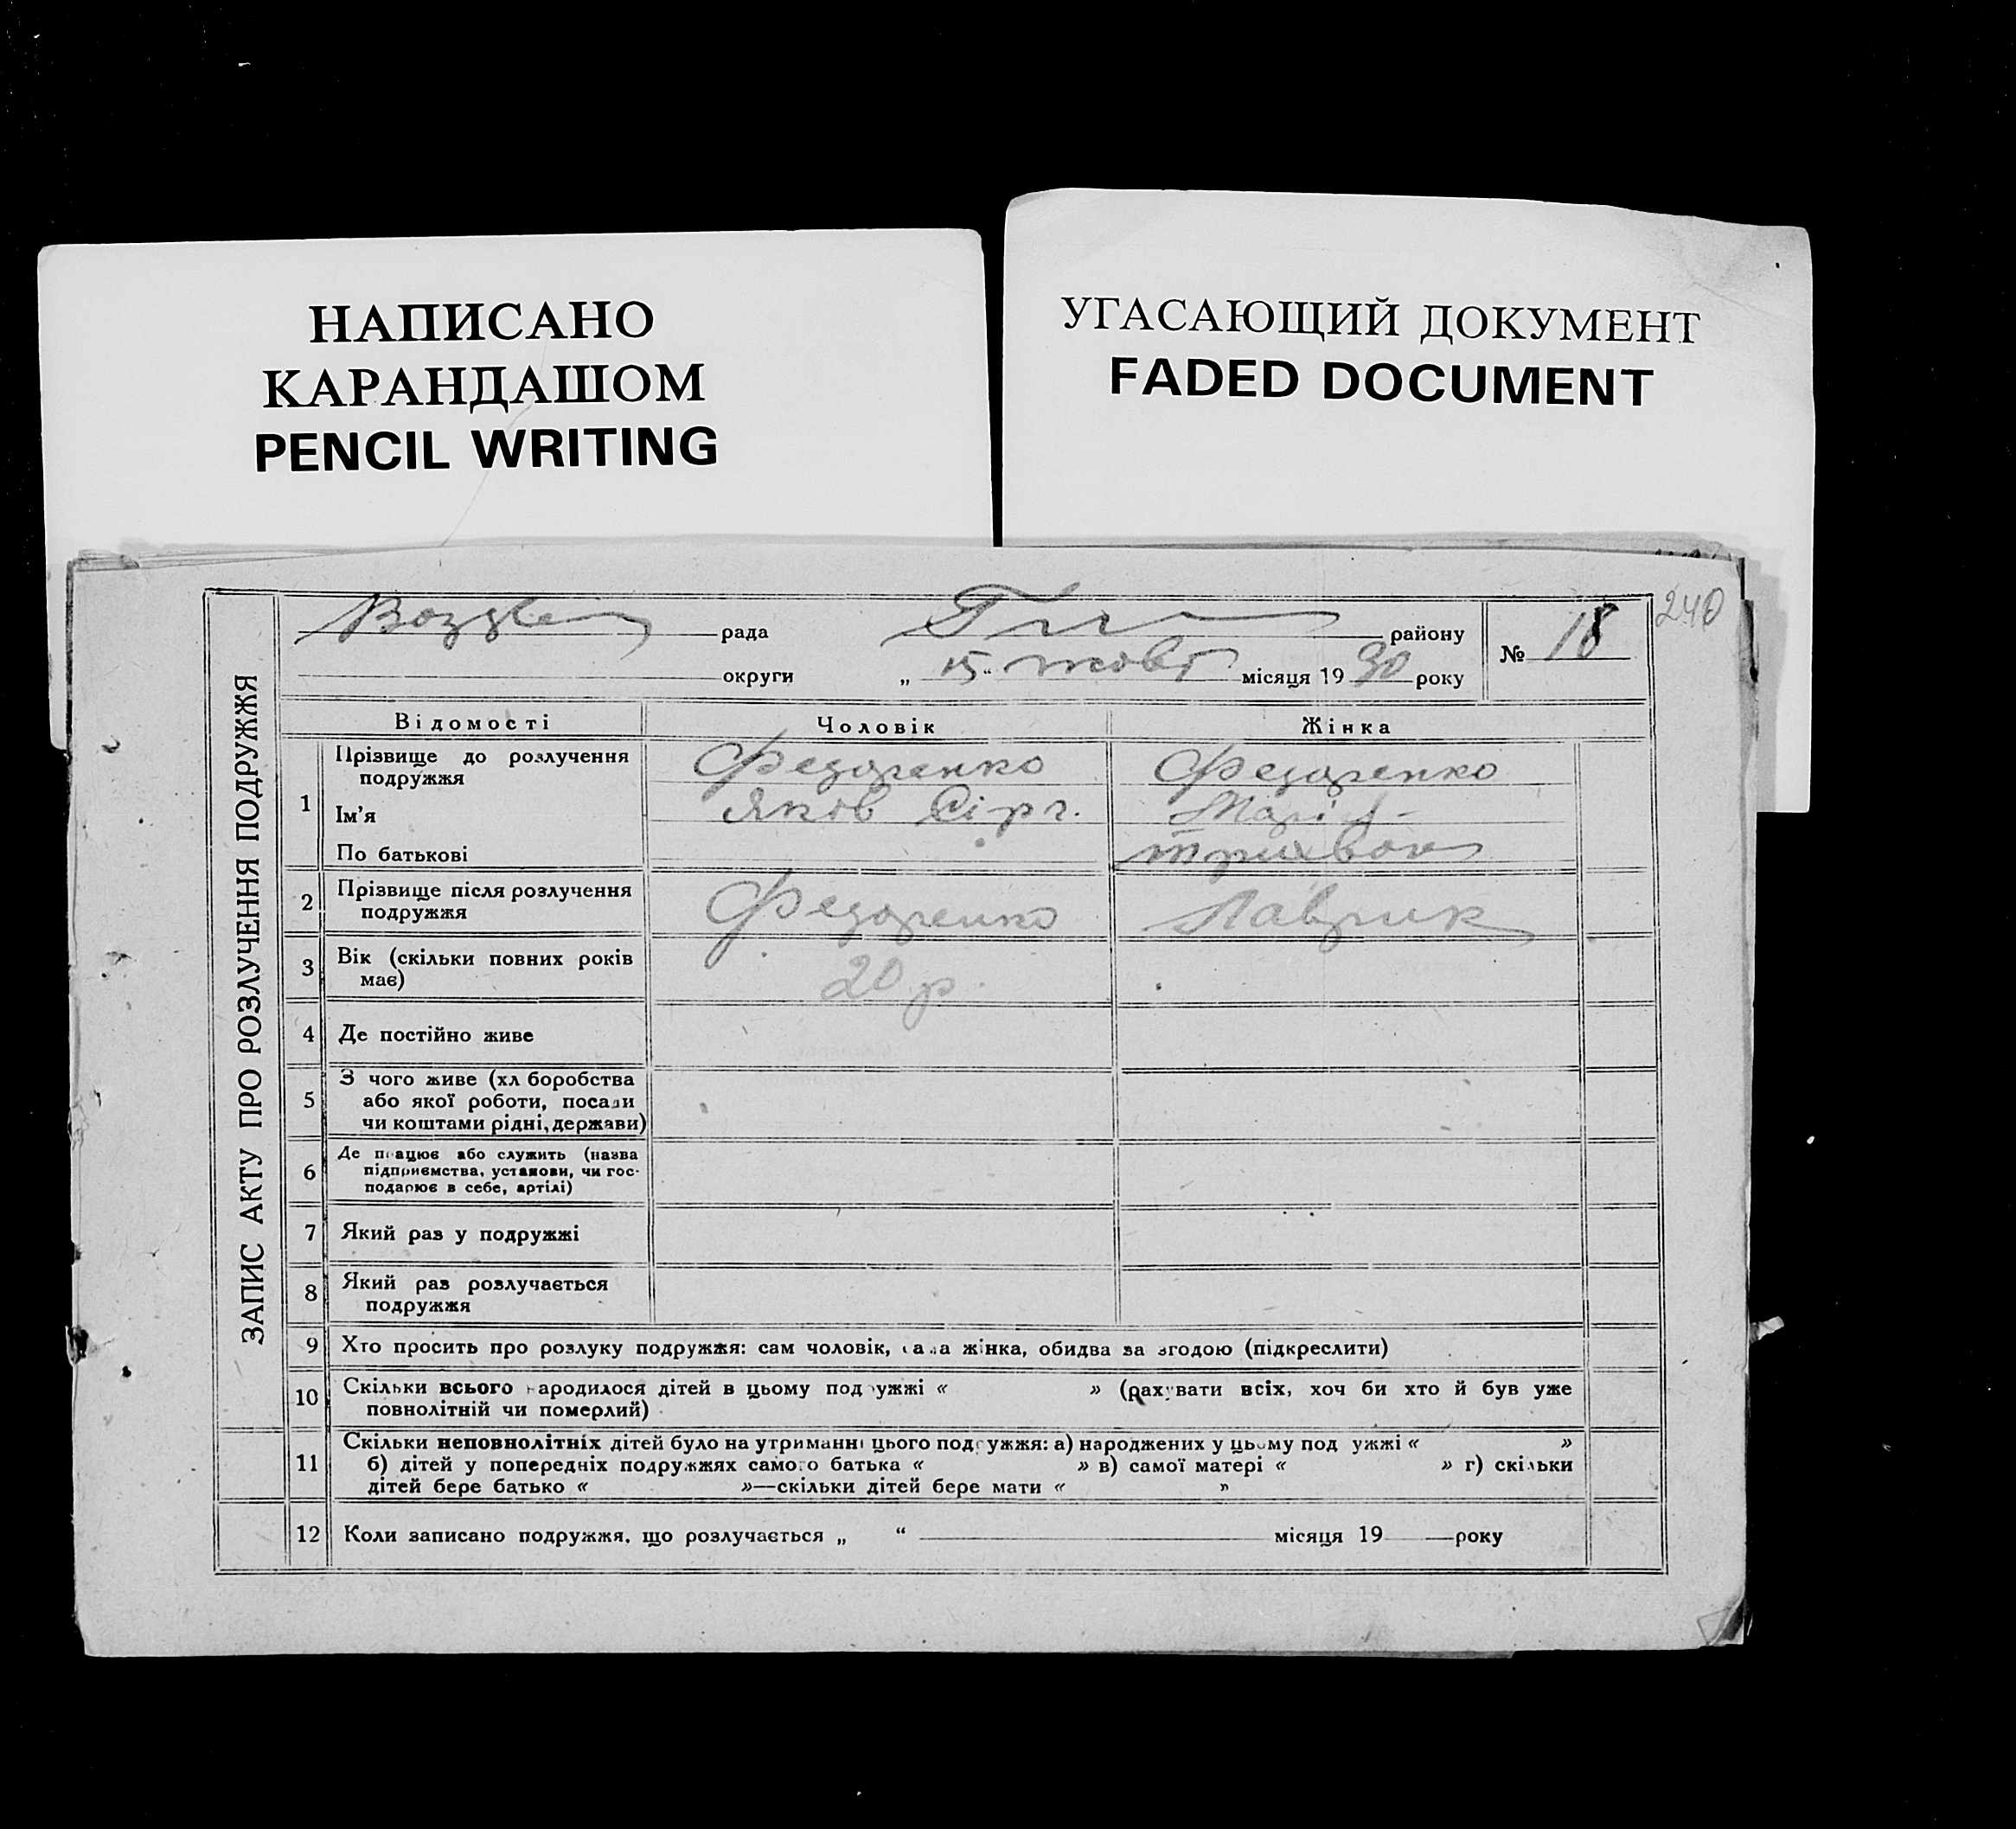 НАПИСАНО
КАРАНДАШОМ
PENCIL WRITING
УГАСАЮЩИЙ ДОКУМЕНТ
FADED DOCUMENT
240
ЗАПИС АКТУ ПРО РОЗЛУЧЕННЯ ПОДРУЖЖЯ
рада району № 18
округи „ 15 “ жовт місяця 19 30 року
Відомості Чоловік Жінка
1 Прізвище до розлучення Федоренко Федоренко
подружжя
Ім'я Яків Сірг. Марія
По батькові
2 Прізвище після розлучення Федоренко Лаврик
подружжя
3 Вік (скільки повних років 20 р.
має)
4 Де постійно живе
5 З чого живе (хліборобства
або якої роботи, посади
чи коштами рідні, держави)
6 Де працює або служить (назва
підприємства, установи, чи гос-
подарює в себе, артілі)
7 Який раз у подружжі
8 Який раз розлучається
подружжя
9 Хто просить про розлуку подружжя: сам чоловік, сама жінка, обидва за згодою (підкреслити)
10 Скільки всього народилося дітей в цьому подружжі « » (рахувати всіх, хоч би хто й був уже
повнолітній чи померлий)
11 Скільки неповнолітніх дітей було на утриманні цього подружжя: а) народжених у цьому подружжі « »
б) дітей у попередніх подружжях самого батька « » в) самої матері « » г) скільки
дітей бере батько « »—скільки дітей бере мати « »
12 Коли записано подружжя, що розлучається „ “ місяця 19 року